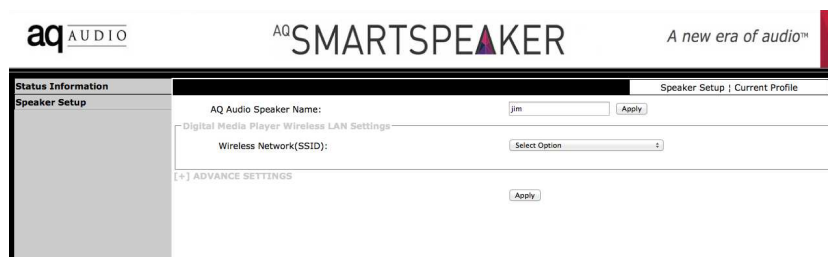 aq AUDIO
AQSMARTSPEAKER
A new era of audio™
Status Information
Speaker Setup
Speaker Setup ¦ Current Profile
AQ Audio Speaker Name: jim Apply
Digital Media Player Wireless LAN Settings
Wireless Network(SSID): Select Option
[+] ADVANCE SETTINGS
Apply